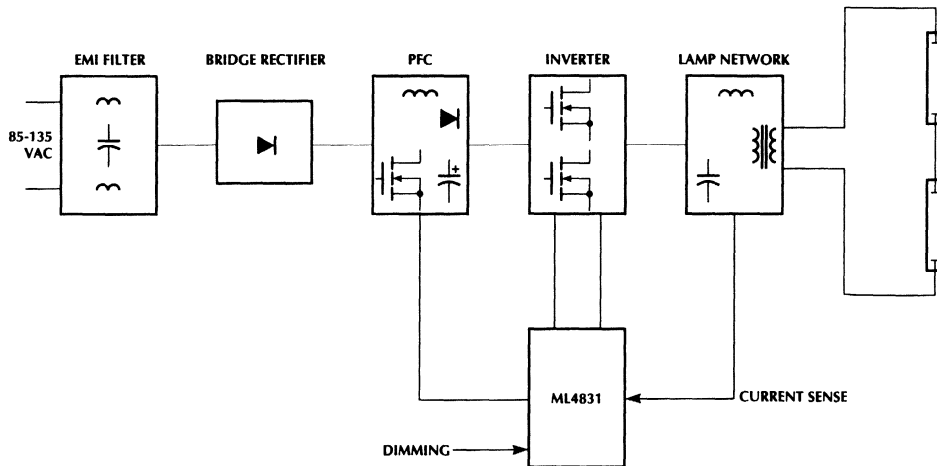 EMI FILTER
BRIDGE RECTIFIER
PFC
INVERTER
LAMP NETWORK
85-135
VAC
+
ML4831
CURRENT SENSE
DIMMING